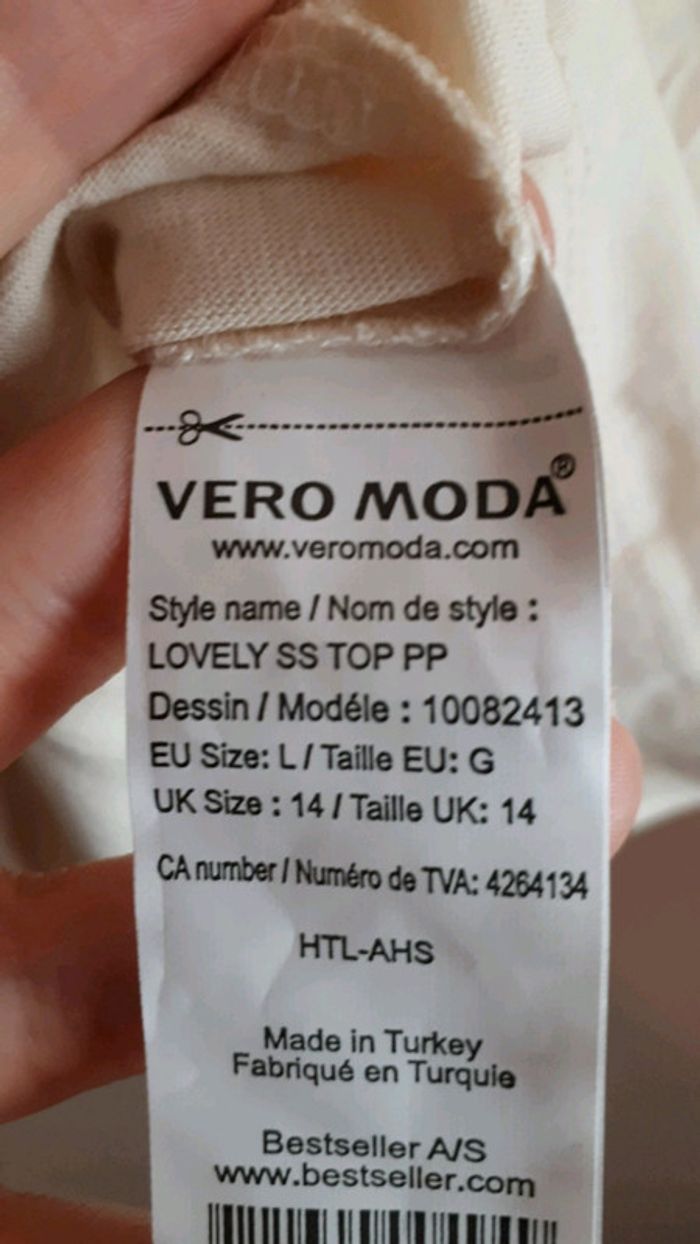 VERO MODA®
www.veromoda.com
Style name / Nom de style :
LOVELY SS TOP PP
Dessin / Modéle : 10082413
EU Size: L / Taille EU: G
UK Size : 14 / Taille UK: 14
CA number / Numéro de TVA: 4264134
HTL-AHS
Made in Turkey
Fabriqué en Turquie
Bestseller A/S
www.bestseller.com